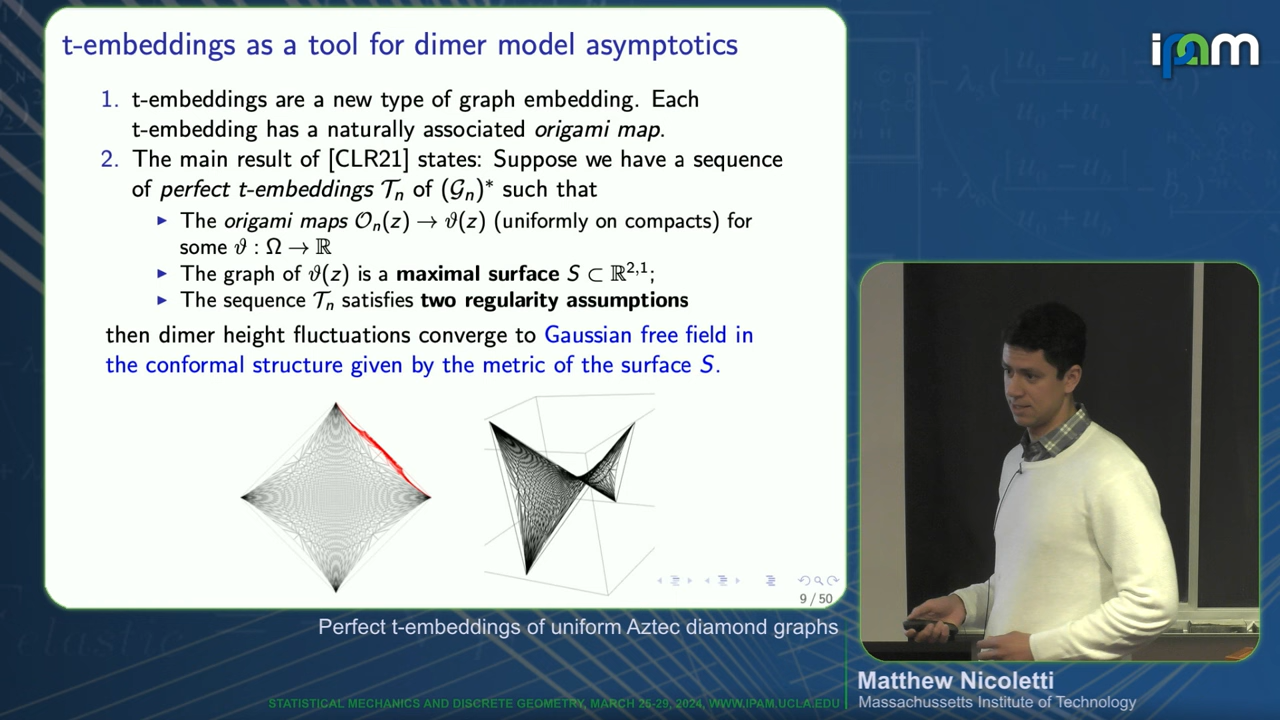 t-embeddings as a tool for dimer model asymptotics
ipam
1. t-embeddings are a new type of graph embedding. Each
t-embedding has a naturally associated origami map.
2. The main result of [CLR21] states: Suppose we have a sequence
of perfect t-embeddings 𝒯ₙ of (𝒢ₙ)* such that
▶ The origami maps 𝒪ₙ(z) → ϑ(z) (uniformly on compacts) for
some ϑ : Ω → ℝ
▶ The graph of ϑ(z) is a maximal surface S ⊂ ℝ²,¹;
▶ The sequence 𝒯ₙ satisfies two regularity assumptions
then dimer height fluctuations converge to Gaussian free field in
the conformal structure given by the metric of the surface S.
9 / 50
Perfect t-embeddings of uniform Aztec diamond graphs
Matthew Nicoletti
Massachussetts Institute of Technology
STATISTICAL MECHANICS AND DISCRETE GEOMETRY, MARCH 25-29, 2024, WWW.IPAM.UCLA.EDU